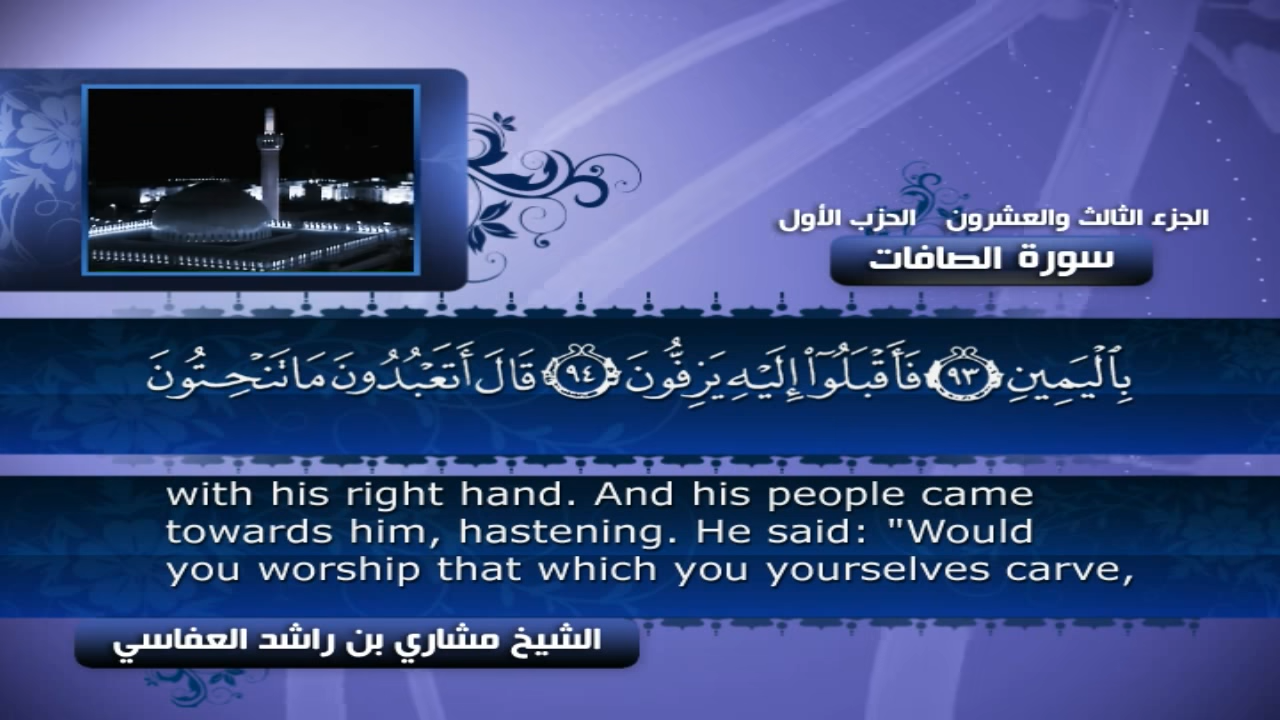 الجزء الثالث والعشرون الحزب الأول
سورة الصافات
بِالْيَمِينِ ٩٣ فَأَقْبَلُوٓا۟ إِلَيْهِ يَزِفُّونَ ٩٤ قَالَ أَتَعْبُدُونَ مَا تَنْحِتُونَ
with his right hand. And his people came
towards him, hastening. He said: "Would
you worship that which you yourselves carve,
الشيخ مشاري بن راشد العفاسي